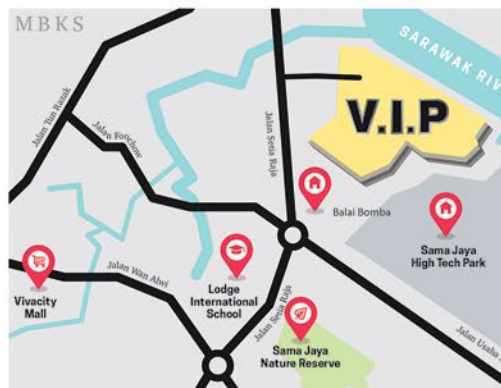 MBKS
SARAWAK RIV
Jalan Tun Razak
Jalan Foochow
Jalan Setia Raja
V.I.P
Balai Bomba
Sama Jaya
High Tech Park
Jalan Wan Alwi
Vivacity
Mall
Lodge
International
School
Jalan Setia Raja
Sama Jaya
Nature Reserve
Jalan Usaha